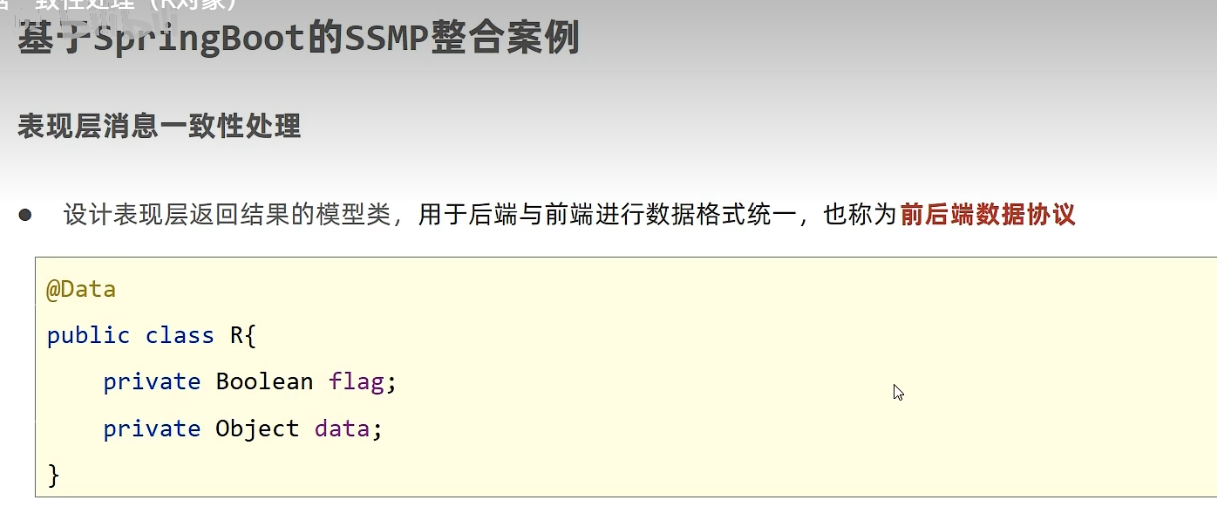 一致性处理（R对象）
基于SpringBoot的SSMP整合案例
表现层消息一致性处理
● 设计表现层返回结果的模型类，用于后端与前端进行数据格式统一，也称为前后端数据协议
@Data
public class R{
private Boolean flag;
private Object data;
}